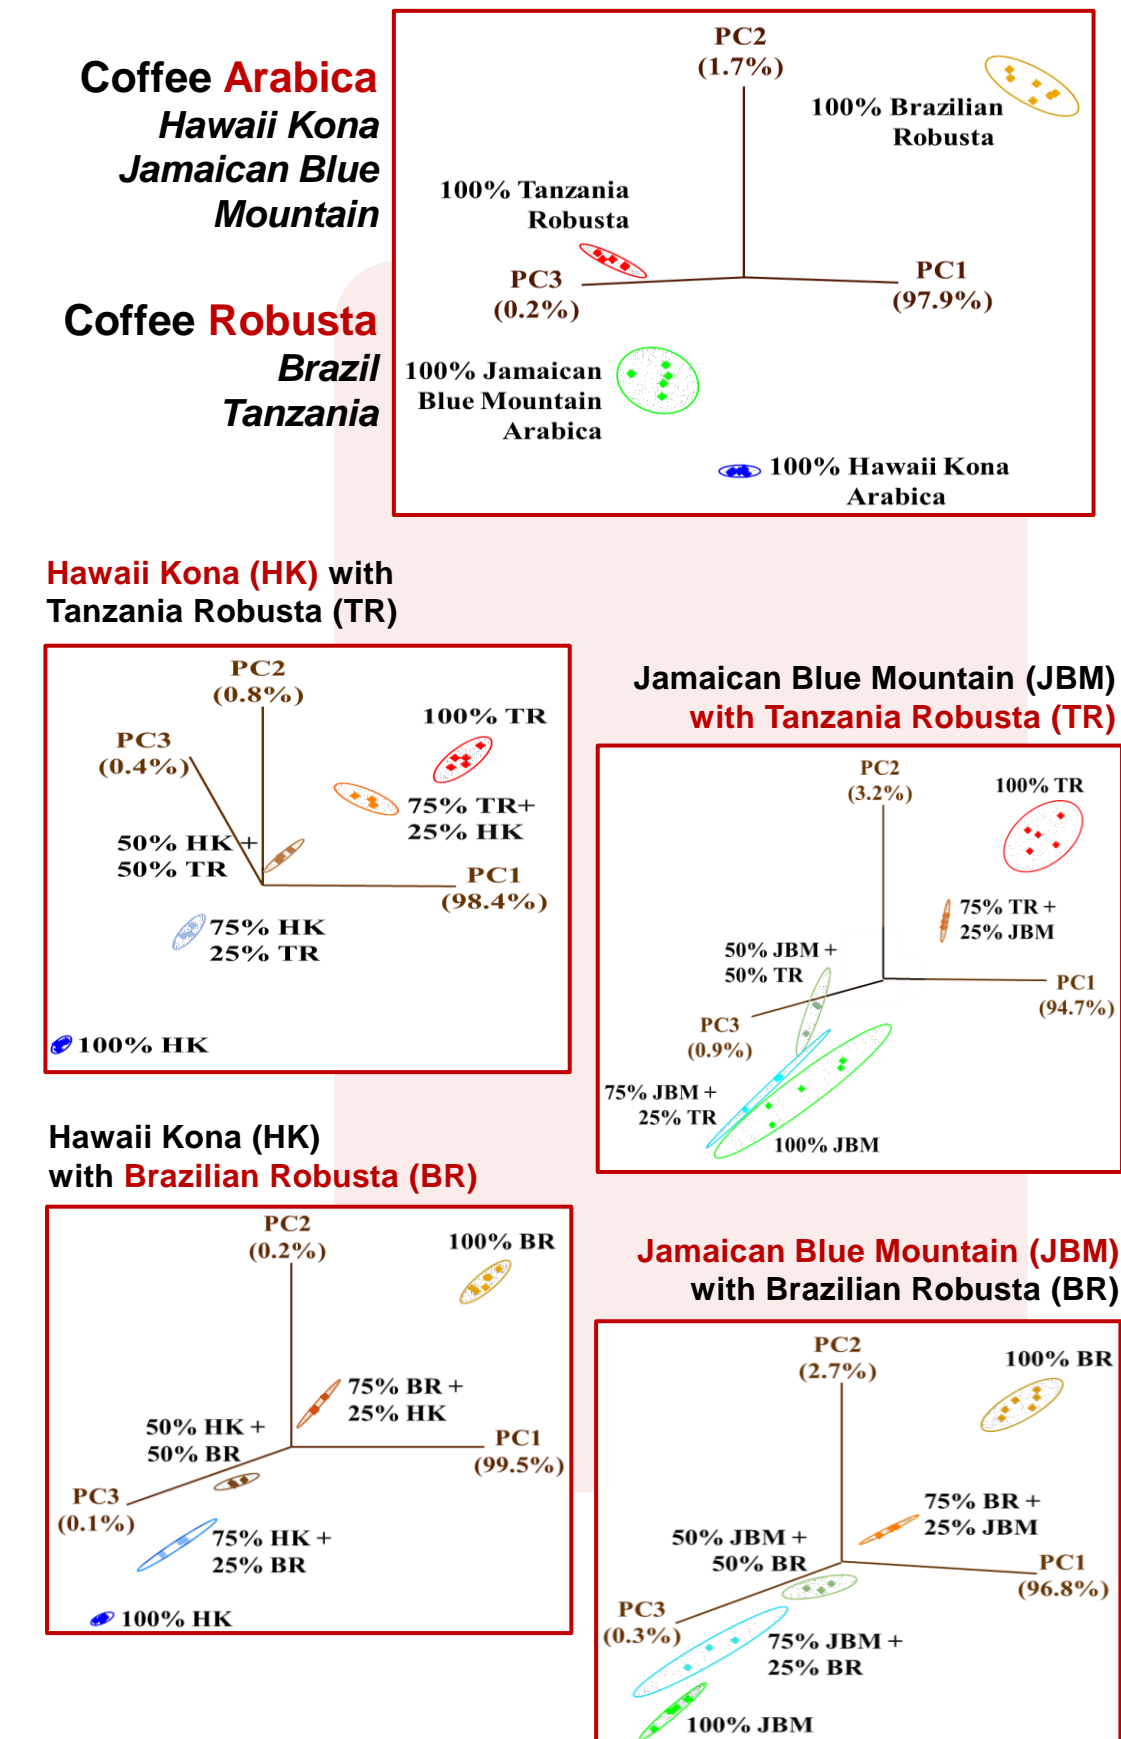 Coffee Arabica
Hawaii Kona
Jamaican Blue
Mountain
Coffee Robusta
Brazil
Tanzania
PC2
(1.7%)
100% Brazilian
Robusta
100% Tanzania
Robusta
PC3
(0.2%)
PC1
(97.9%)
100% Jamaican
Blue Mountain
Arabica
100% Hawaii Kona
Arabica
Hawaii Kona (HK) with
Tanzania Robusta (TR)
PC2
(0.8%)
100% TR
PC3
(0.4%)
75% TR+
25% HK
50% HK +
50% TR
PC1
(98.4%)
75% HK
25% TR
100% HK
Jamaican Blue Mountain (JBM)
with Tanzania Robusta (TR)
PC2
(3.2%)
100% TR
75% TR +
25% JBM
50% JBM +
50% TR
PC1
(94.7%)
PC3
(0.9%)
75% JBM +
25% TR
100% JBM
Hawaii Kona (HK)
with Brazilian Robusta (BR)
PC2
(0.2%)
100% BR
75% BR +
25% HK
50% HK +
50% BR
PC1
(99.5%)
PC3
(0.1%)
75% HK +
25% BR
100% HK
Jamaican Blue Mountain (JBM)
with Brazilian Robusta (BR)
PC2
(2.7%)
100% BR
75% BR +
25% JBM
50% JBM +
50% BR
PC1
(96.8%)
PC3
(0.3%)
75% JBM +
25% BR
100% JBM